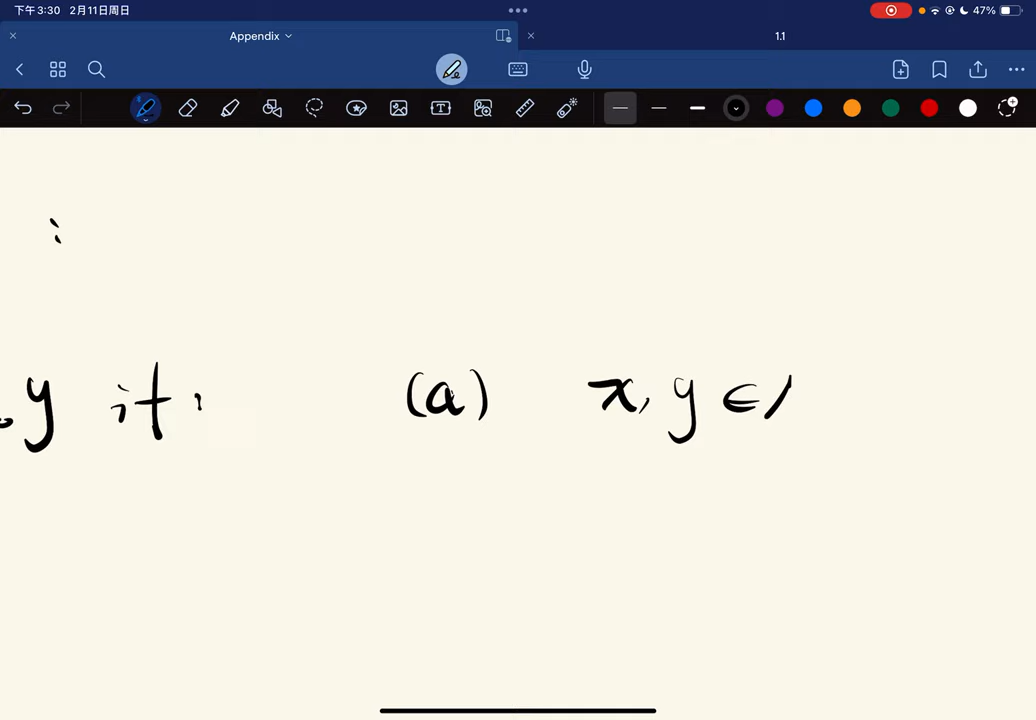 下午3:30 2月11日周日
47%
Appendix
1.1
:
y if:
(a) x, y ∈